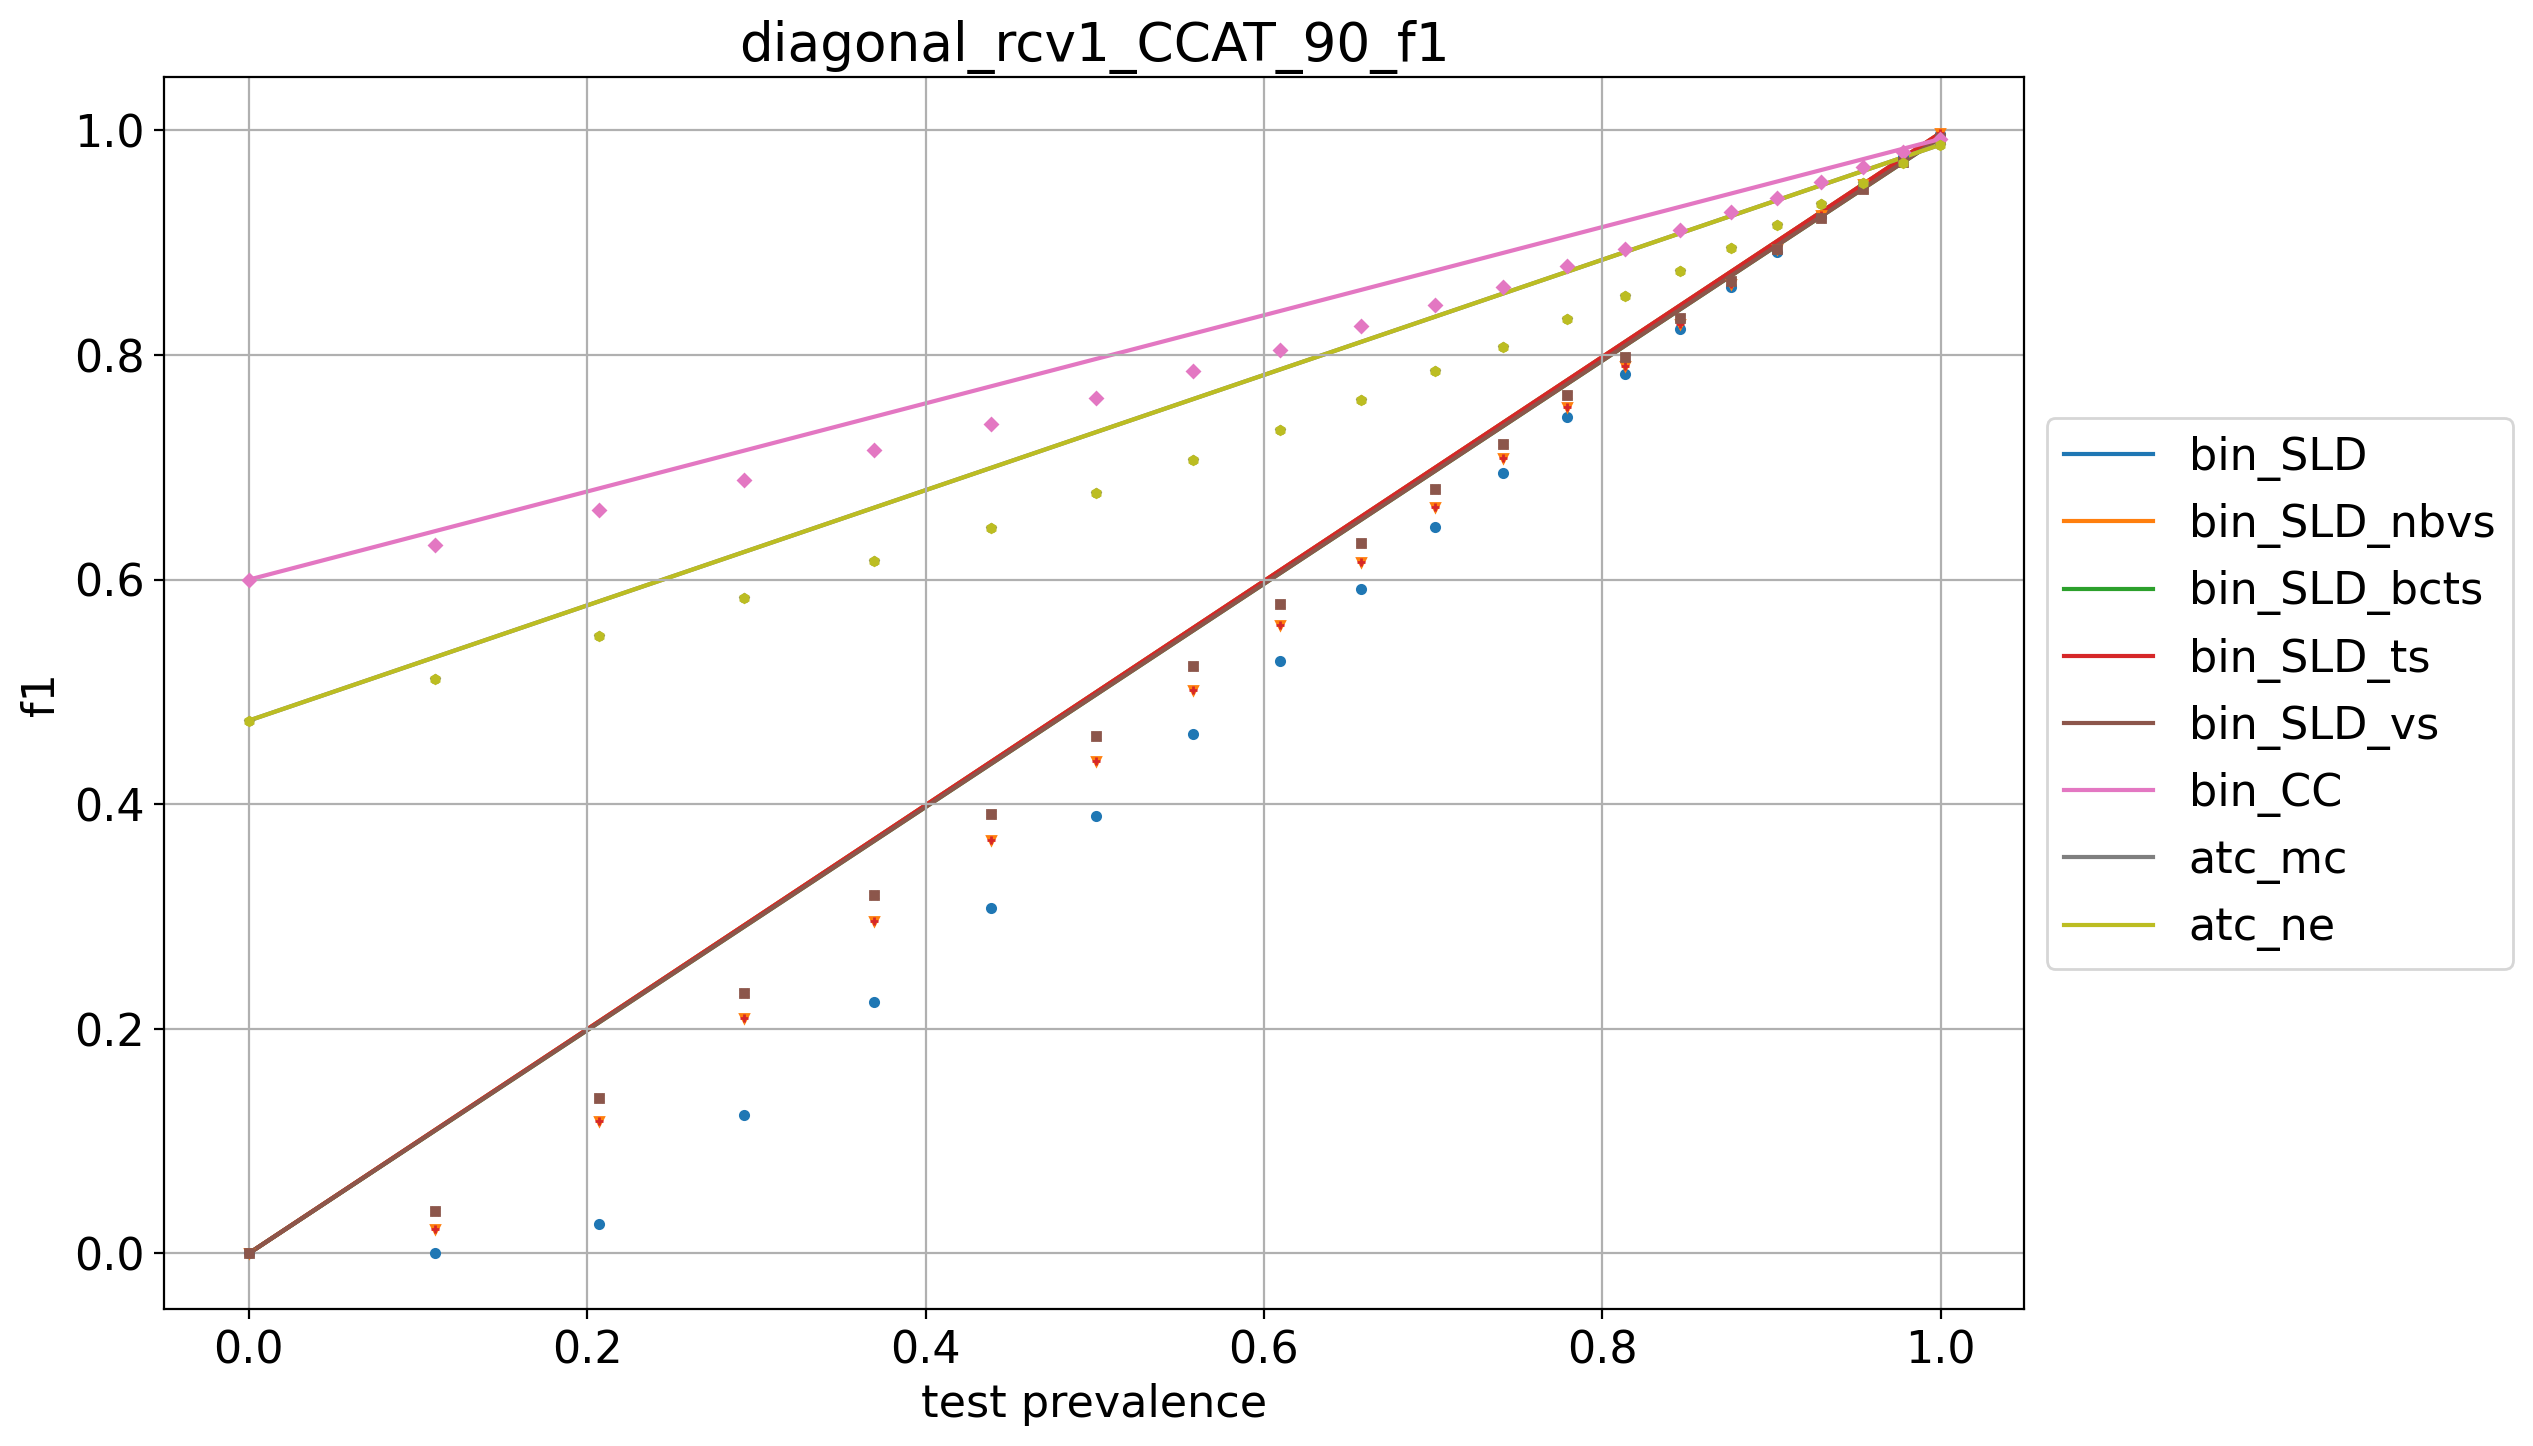 diagonal_rcv1_CCAT_90_f1
1.0
0.8
0.6
0.4
0.2
0.0
f1
0.0 0.2 0.4 0.6 0.8 1.0
test prevalence
bin_SLD
bin_SLD_nbvs
bin_SLD_bcts
bin_SLD_ts
bin_SLD_vs
bin_CC
atc_mc
atc_ne